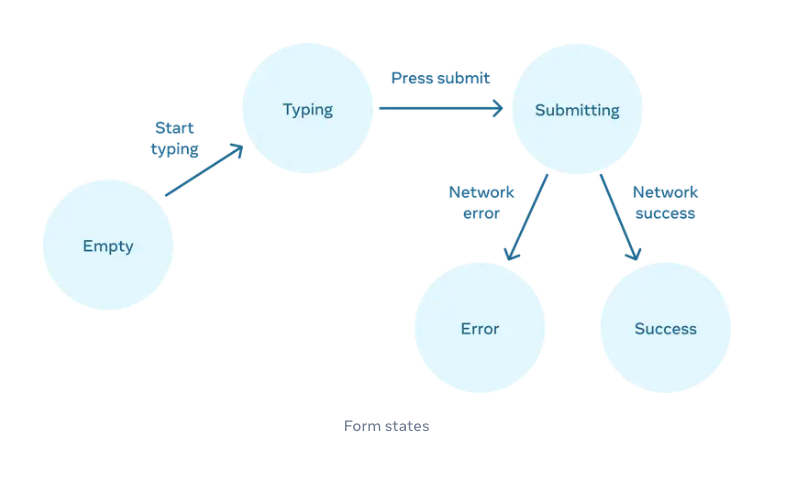 Typing
Press submit
Submitting
Start
typing
Empty
Network
error
Network
success
Error
Success
Form states